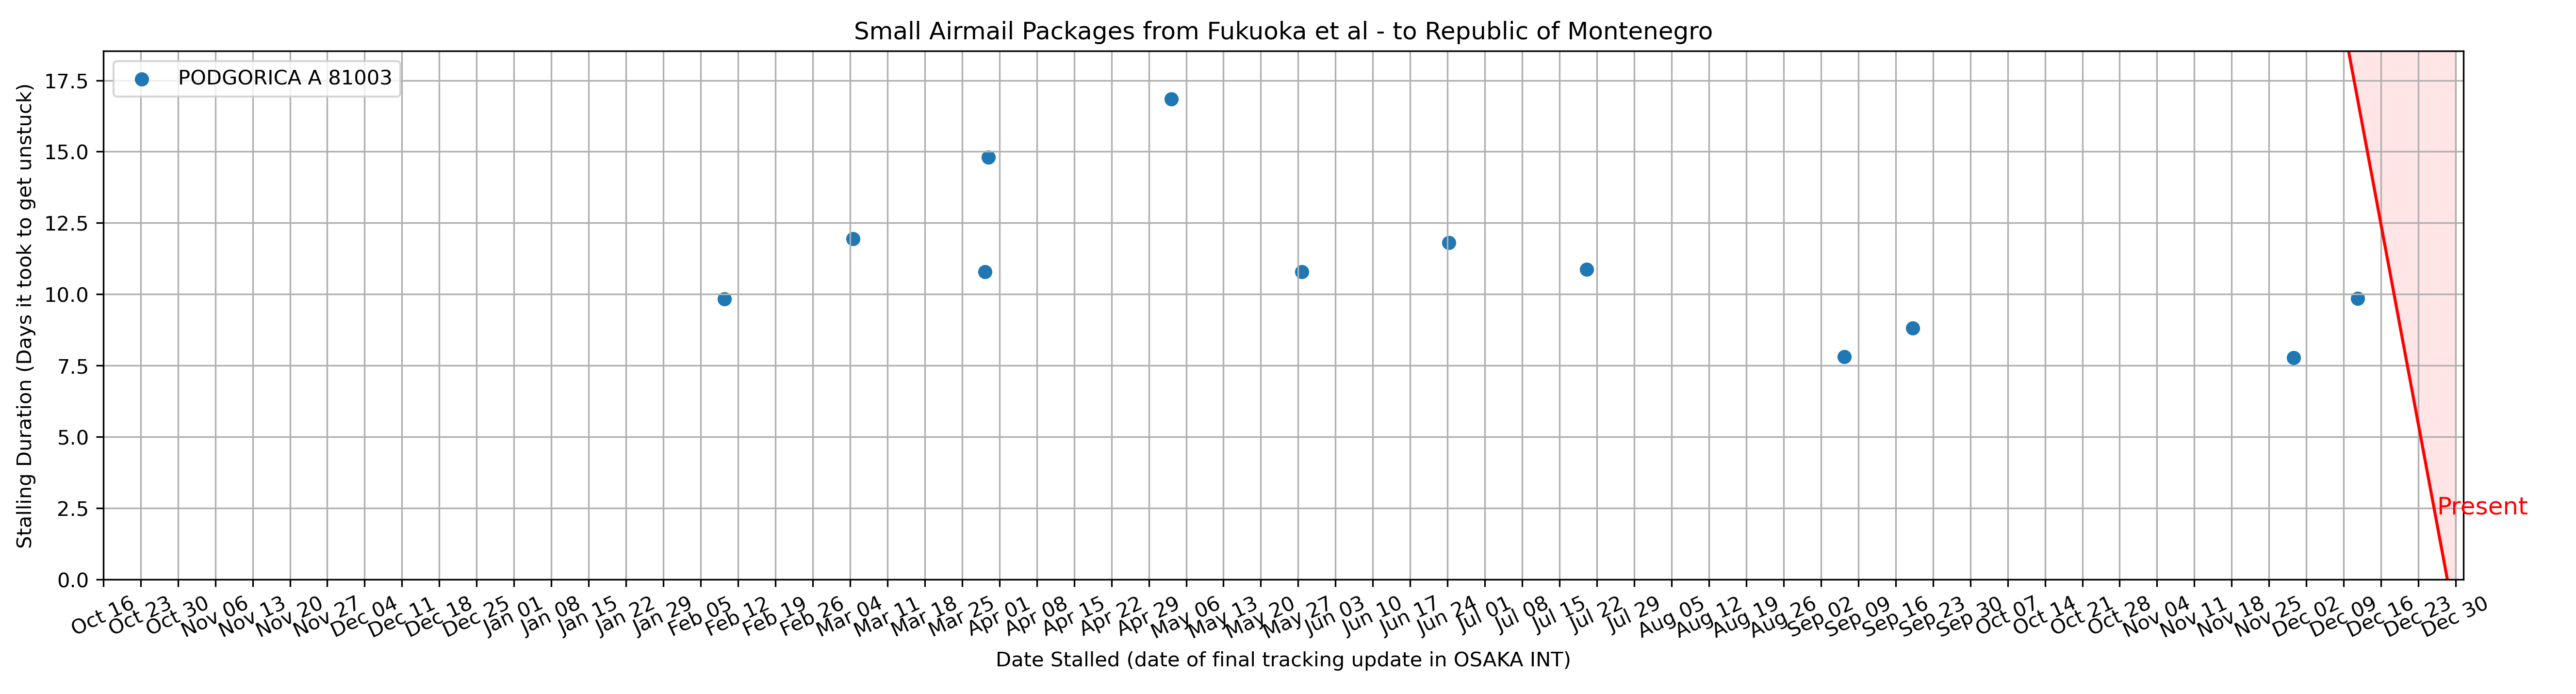 Small Airmail Packages from Fukuoka et al - to Republic of Montenegro
PODGORICA A 81003
Stalling Duration (Days it took to get unstuck)
17.5
15.0
12.5
10.0
7.5
5.0
2.5
0.0
Present
Oct 16 Oct 23 Oct 30 Nov 06 Nov 13 Nov 20 Nov 27 Dec 04 Dec 11 Dec 18 Dec 25 Jan 01 Jan 08 Jan 15 Jan 22 Jan 29 Feb 05 Feb 12 Feb 19 Feb 26 Mar 04 Mar 11 Mar 18 Mar 25 Apr 01 Apr 08 Apr 15 Apr 22 Apr 29 May 06 May 13 May 20 May 27 Jun 03 Jun 10 Jun 17 Jun 24 Jul 01 Jul 08 Jul 15 Jul 22 Jul 29 Aug 05 Aug 12 Aug 19 Aug 26 Sep 02 Sep 09 Sep 16 Sep 23 Sep 30 Oct 07 Oct 14 Oct 21 Oct 28 Nov 04 Nov 11 Nov 18 Nov 25 Dec 02 Dec 09 Dec 16 Dec 23 Dec 30
Date Stalled (date of final tracking update in OSAKA INT)